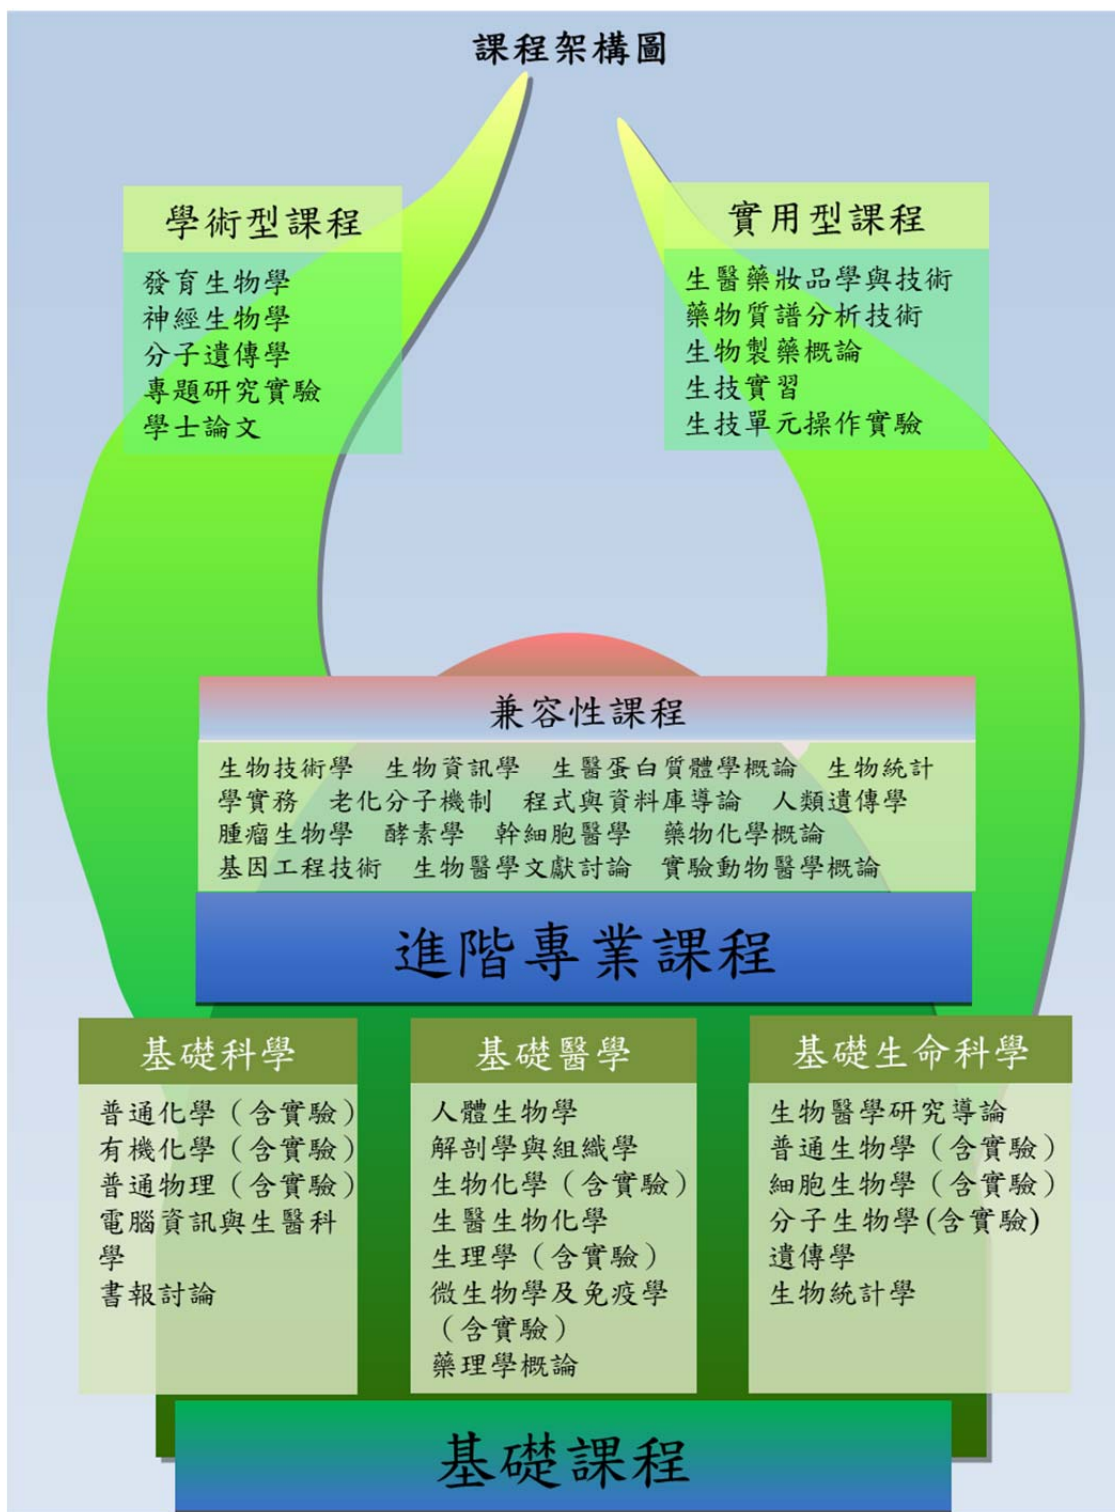 課程架構圖
學術型課程
發育生物學
神經生物學
分子遺傳學
專題研究實驗
學士論文
實用型課程
生醫藥妝品學與技術
藥物質譜分析技術
生物製藥概論
生技實習
生技單元操作實驗
兼容性課程
生物技術學 生物資訊學 生醫蛋白質體學概論 生物統計
學實務 老化分子機制 程式與資料庫導論 人類遺傳學
腫瘤生物學 酵素學 幹細胞醫學 藥物化學概論
基因工程技術 生物醫學文獻討論 實驗動物醫學概論
進階專業課程
基礎科學
普通化學（含實驗）
有機化學（含實驗）
普通物理（含實驗）
電腦資訊與生醫科
學
書報討論
基礎醫學
人體生物學
解剖學與組織學
生物化學（含實驗）
生醫生物化學
生理學（含實驗）
微生物學及免疫學
（含實驗）
藥理學概論
基礎生命科學
生物醫學研究導論
普通生物學（含實驗）
細胞生物學（含實驗）
分子生物學(含實驗)
遺傳學
生物統計學
基礎課程